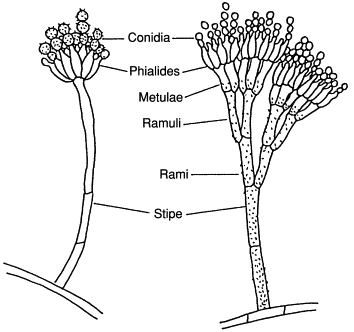 Conidia
Phialides
Metulae
Ramuli
Rami
Stipe